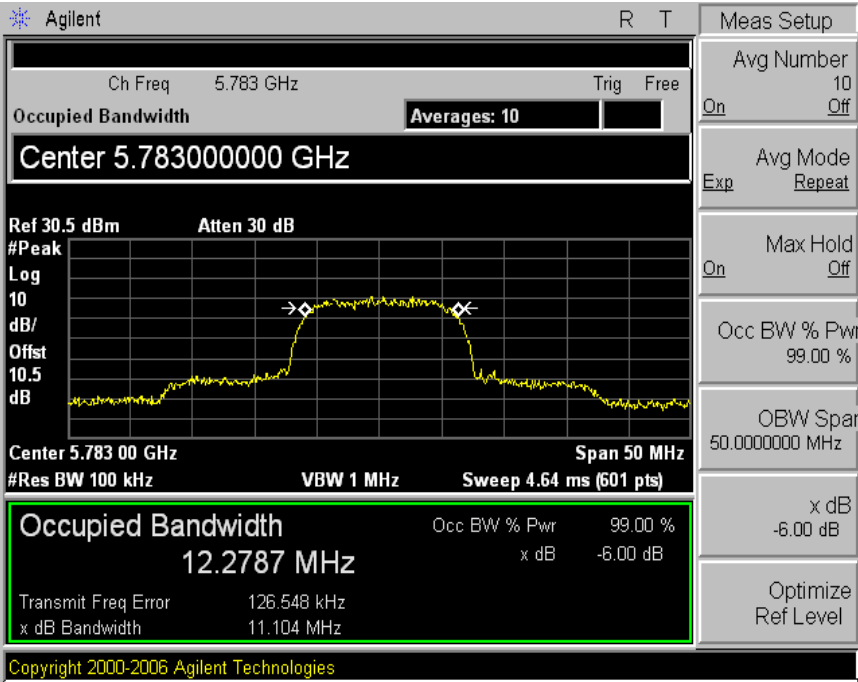 Agilent R T
Ch Freq 5.783 GHz Trig Free
Occupied Bandwidth Averages: 10
Center 5.783000000 GHz
Ref 30.5 dBm Atten 30 dB
#Peak
Log
10
dB/
Offst
10.5
dB
Center 5.783 00 GHz Span 50 MHz
#Res BW 100 kHz VBW 1 MHz Sweep 4.64 ms (601 pts)
Occupied Bandwidth Occ BW % Pwr 99.00 %
12.2787 MHz x dB -6.00 dB
Transmit Freq Error 126.548 kHz
x dB Bandwidth 11.104 MHz
Copyright 2000-2006 Agilent Technologies
Meas Setup
Avg Number
10
On Off
Avg Mode
Exp Repeat
Max Hold
On Off
Occ BW % Pwr
99.00 %
OBW Span
50.0000000 MHz
x dB
-6.00 dB
Optimize
Ref Level